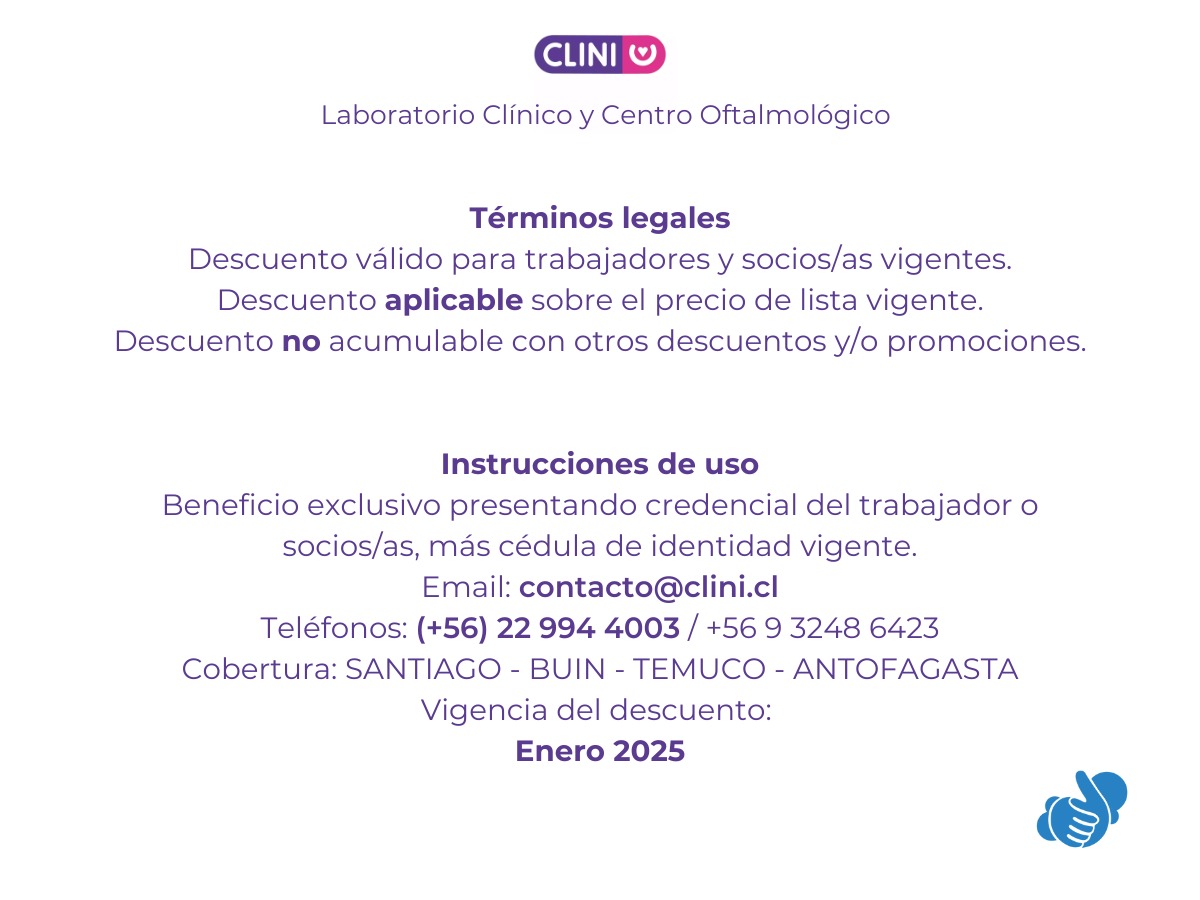 CLINI
Laboratorio Clínico y Centro Oftalmológico
Términos legales
Descuento válido para trabajadores y socios/as vigentes.
Descuento aplicable sobre el precio de lista vigente.
Descuento no acumulable con otros descuentos y/o promociones.
Instrucciones de uso
Beneficio exclusivo presentando credencial del trabajador o
socios/as, más cédula de identidad vigente.
Email: contacto@clini.cl
Teléfonos: (+56) 22 994 4003 / +56 9 3248 6423
Cobertura: SANTIAGO - BUIN - TEMUCO - ANTOFAGASTA
Vigencia del descuento:
Enero 2025